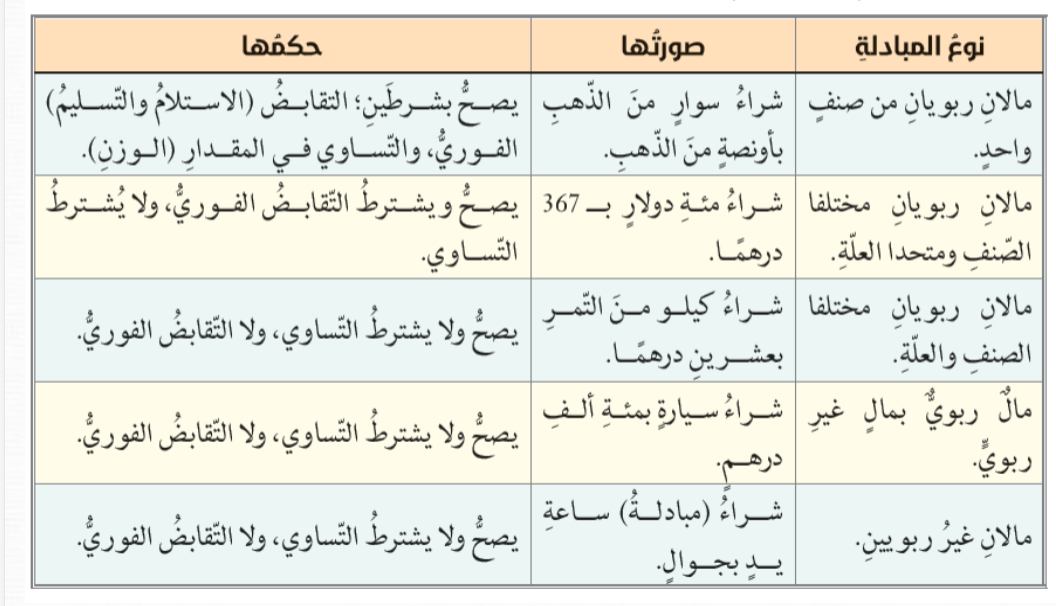 نوعُ المبادلةِ
صورتُها
حكمُها
مالانِ ربويانِ من صنفٍ
واحدٍ.
شراءُ سوارٍ منَ الذّهبِ
بأونصةٍ منَ الذّهبِ.
يصحُّ بشرطَينِ؛ التقابضُ (الاستلامُ والتّسليمُ)
الفوريُّ، والتّساوي في المقدارِ (الوزنِ).
مالانِ ربويانِ مختلفا
الصّنفِ ومتحدا العلّةِ.
شراءُ مئةِ دولارٍ بـ 367
درهمًا.
يصحُّ ويشترطُ التّقابضُ الفوريُّ، ولا يُشترطُ
التّساوي.
مالانِ ربويانِ مختلفا
الصنفِ والعلّةِ.
شراءُ كيلو منَ التّمرِ
بعشرينِ درهمًا.
يصحُّ ولا يشترطُ التّساوي، ولا التّقابضُ الفوريُّ.
مالٌ ربويٌّ بمالٍ غيرِ
ربويٍّ.
شراءُ سيارةٍ بمئةِ ألفِ
درهمٍ.
يصحُّ ولا يشترطُ التّساوي، ولا التّقابضُ الفوريُّ.
مالانِ غيرُ ربويينِ.
شراءُ (مبادلةُ) ساعةِ
يدٍ بجوالٍ.
يصحُّ ولا يشترطُ التّساوي، ولا التّقابضُ الفوريُّ.